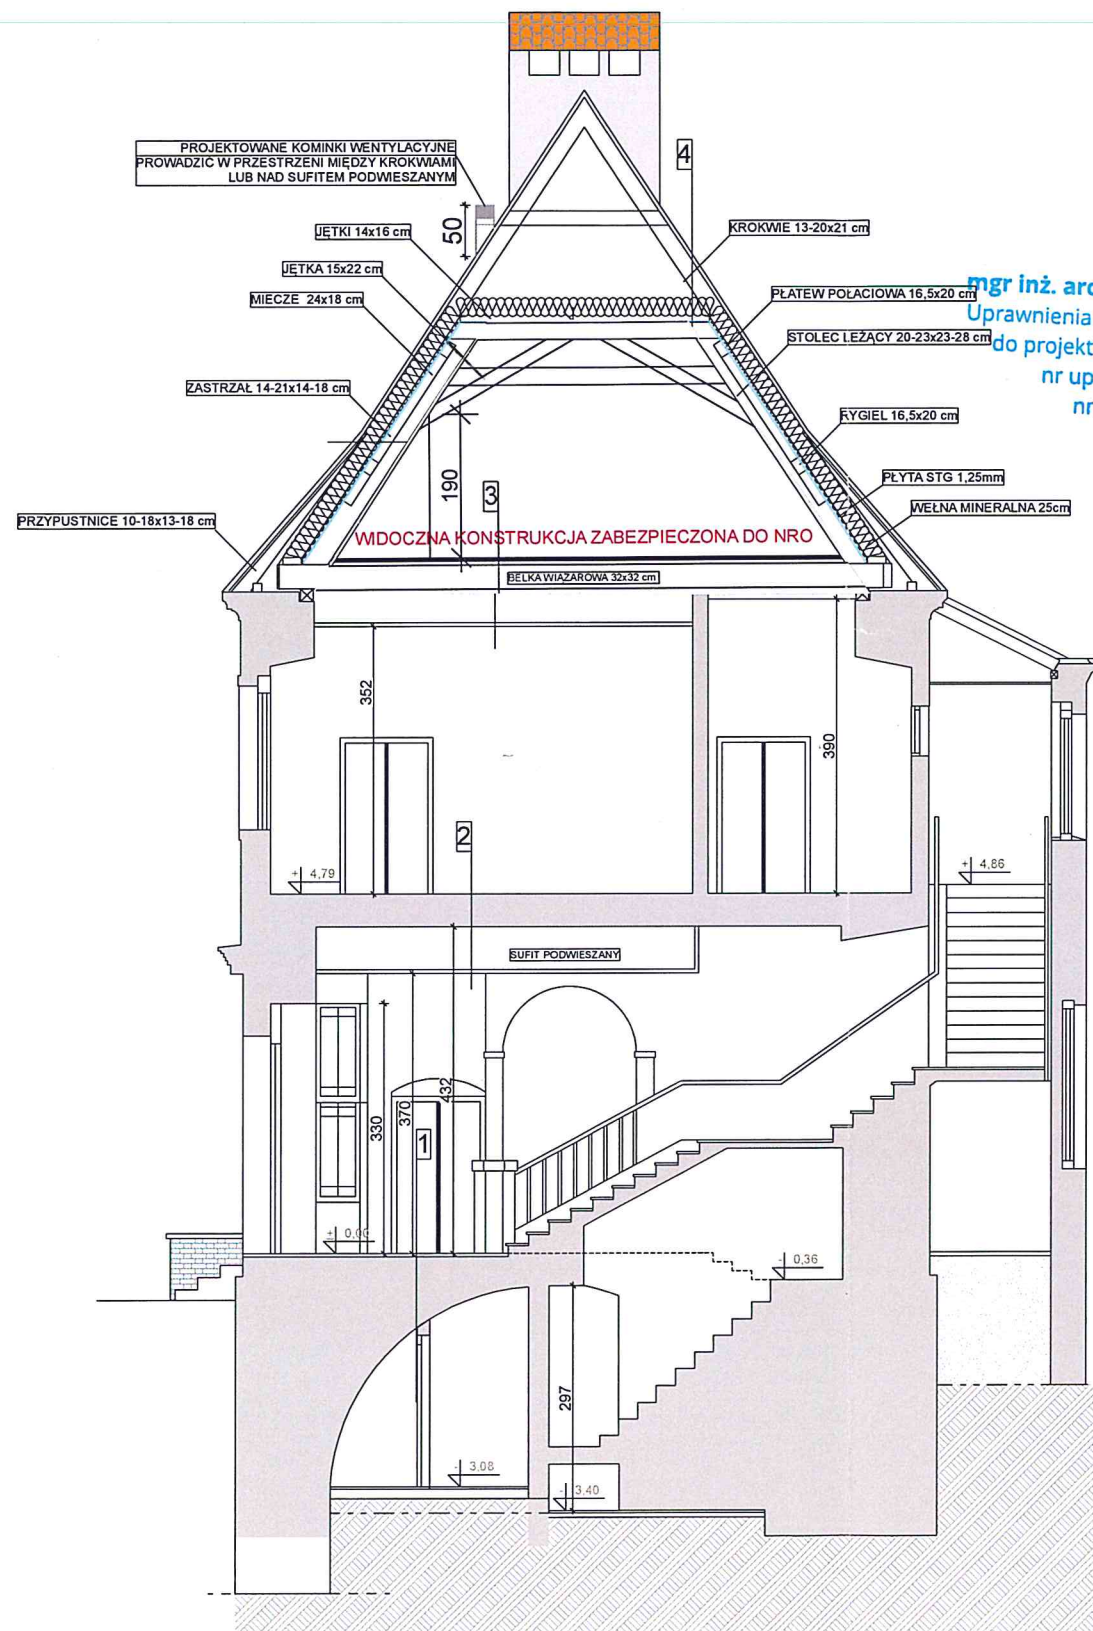 PROJEKTOWANE KOMINKI WENTYLACYJNE
PROWADZIĆ W PRZESTRZENI MIĘDZY KROKWIAMI
LUB NAD SUFITEM PODWIESZANYM
4
50
JĘTKI 14x16 cm
KROKWIE 13-20x21 cm
JĘTKA 15x22 cm
MIECZE 24x18 cm
PŁATEW POŁACIOWA 16,5x20 cm
mgr inż. arc
Uprawnienia
do projekt
nr up
nr
STOLEC LEŻĄCY 20-23x23-28 cm
ZASTRZAŁ 14-21x14-18 cm
RYGIEL 16,5x20 cm
190
3
PŁYTA STG 1,25mm
WEŁNA MINERALNA 25cm
PRZYPUSTNICE 10-18x13-18 cm
WIDOCZNA KONSTRUKCJA ZABEZPIECZONA DO NRO
BELKA WIĄZAROWA 32x32 cm
352
390
2
+ 4,79
+ 4,86
SUFIT PODWIESZANY
330
370
432
1
± 0,00
- 0,36
297
- 3,08
- 3,40